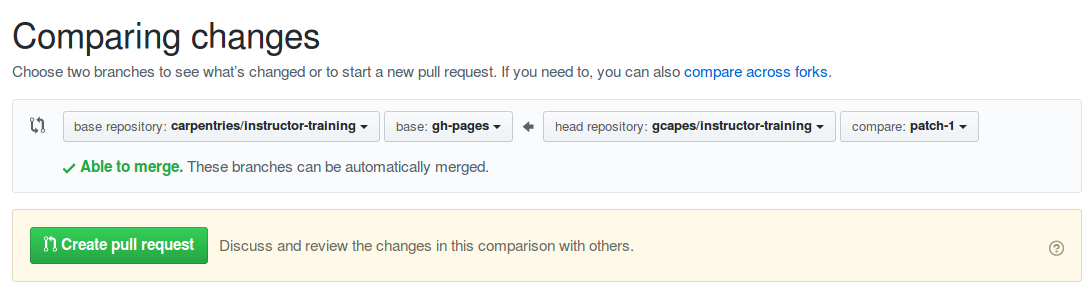 Comparing changes
Choose two branches to see what's changed or to start a new pull request. If you need to, you can also compare across forks.
base repository: carpentries/instructor-training base: gh-pages head repository: gcapes/instructor-training compare: patch-1
Able to merge. These branches can be automatically merged.
Create pull request Discuss and review the changes in this comparison with others.